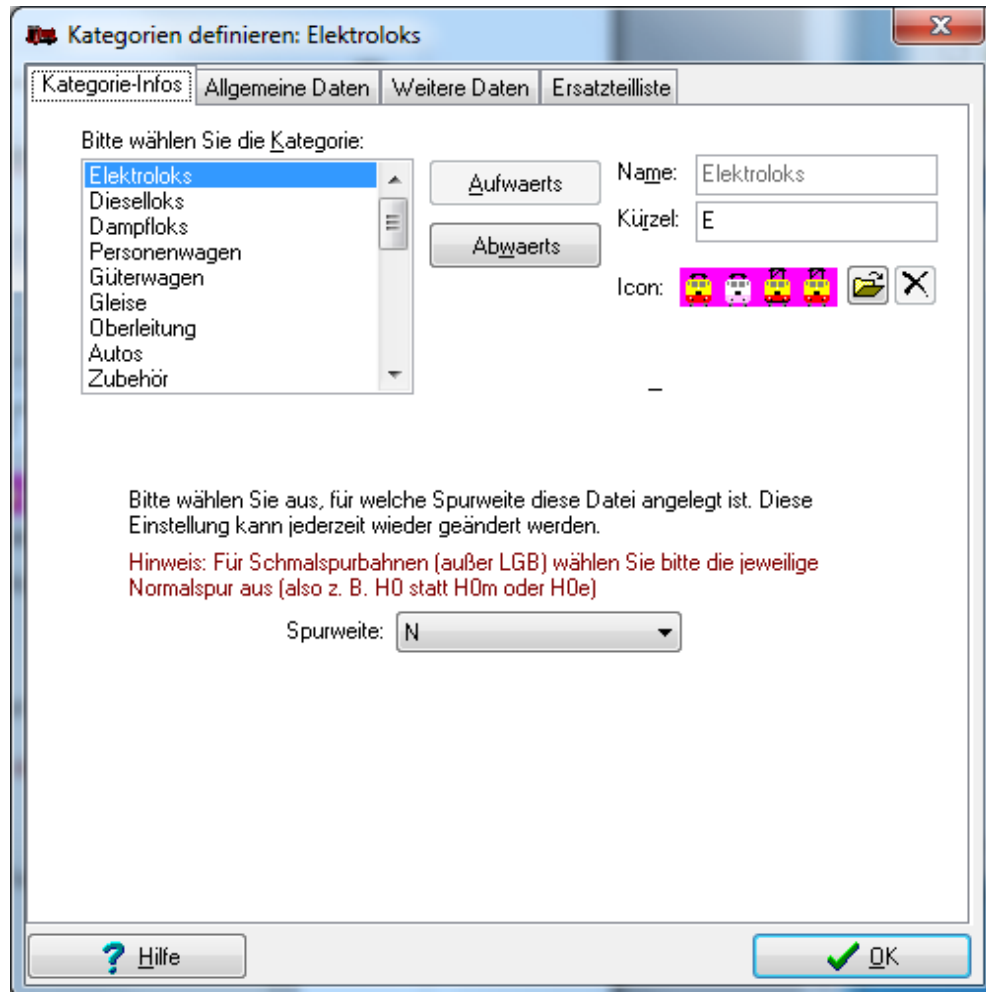 Kategorien definieren: Elektroloks
Kategorie-Infos
Allgemeine Daten
Weitere Daten
Ersatzteilliste
Bitte wählen Sie die Kategorie:
Elektroloks
Dieselloks
Dampfloks
Personenwagen
Güterwagen
Gleise
Oberleitung
Autos
Zubehör
Aufwaerts
Abwaerts
Name: Elektroloks
Kürzel: E
Icon:
Bitte wählen Sie aus, für welche Spurweite diese Datei angelegt ist. Diese
Einstellung kann jederzeit wieder geändert werden.
Hinweis: Für Schmalspurbahnen (außer LGB) wählen Sie bitte die jeweilige
Normalspur aus (also z. B. H0 statt H0m oder H0e)
Spurweite: N
Hilfe
OK